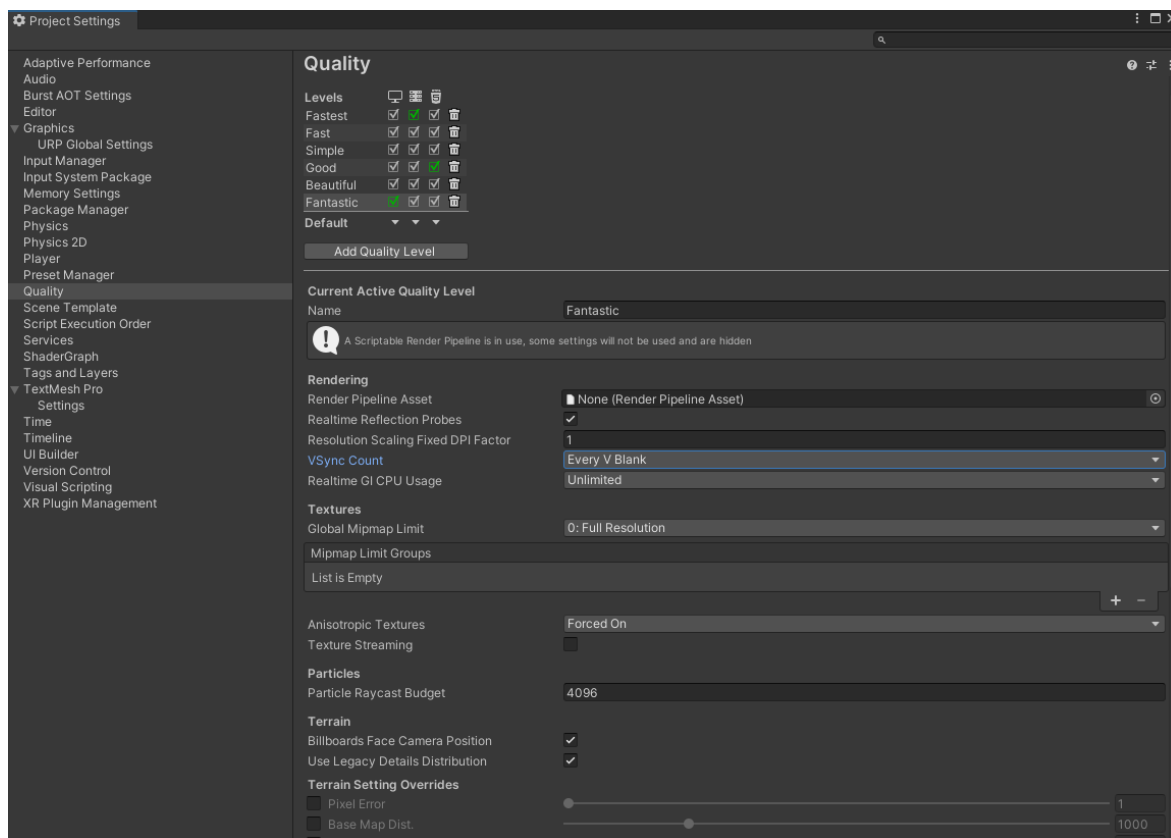 Project Settings
Adaptive Performance
Audio
Burst AOT Settings
Editor
Graphics
URP Global Settings
Input Manager
Input System Package
Memory Settings
Package Manager
Physics
Physics 2D
Player
Preset Manager
Quality
Scene Template
Script Execution Order
Services
ShaderGraph
Tags and Layers
TextMesh Pro
Settings
Time
Timeline
UI Builder
Version Control
Visual Scripting
XR Plugin Management
Quality
Levels
Fastest
Fast
Simple
Good
Beautiful
Fantastic
Default
Add Quality Level
Current Active Quality Level
Name Fantastic
A Scriptable Render Pipeline is in use, some settings will not be used and are hidden
Rendering
Render Pipeline Asset None (Render Pipeline Asset)
Realtime Reflection Probes
Resolution Scaling Fixed DPI Factor 1
VSync Count Every V Blank
Realtime GI CPU Usage Unlimited
Textures
Global Mipmap Limit 0: Full Resolution
Mipmap Limit Groups
List is Empty
Anisotropic Textures Forced On
Texture Streaming
Particles
Particle Raycast Budget 4096
Terrain
Billboards Face Camera Position
Use Legacy Details Distribution
Terrain Setting Overrides
Pixel Error 1
Base Map Dist. 1000